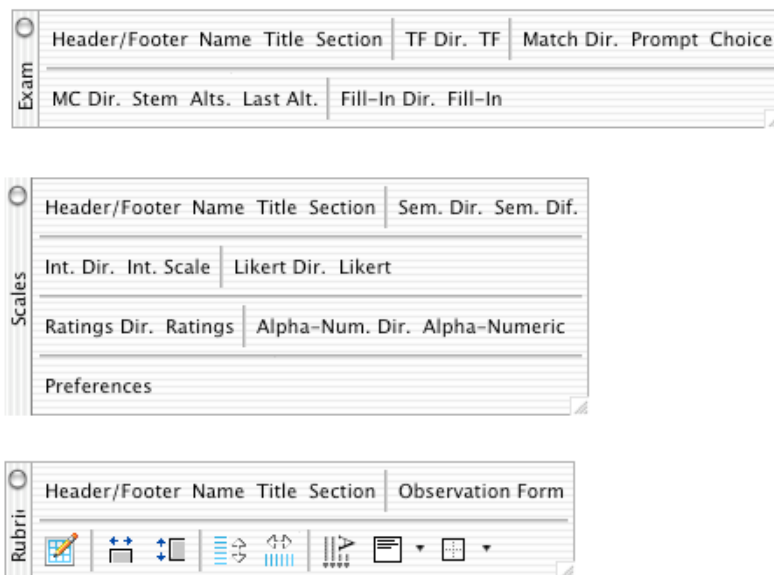 Exam
Header/Footer Name Title Section TF Dir. TF Match Dir. Prompt Choice
MC Dir. Stem Alts. Last Alt. Fill-In Dir. Fill-In
Scales
Header/Footer Name Title Section Sem. Dir. Sem. Dif.
Int. Dir. Int. Scale Likert Dir. Likert
Ratings Dir. Ratings Alpha-Num. Dir. Alpha-Numeric
Preferences
Rubri
Header/Footer Name Title Section Observation Form
A